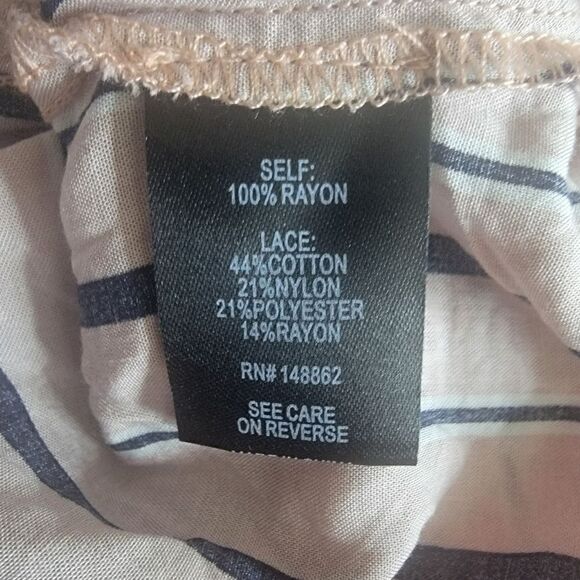 SELF:
100% RAYON
LACE:
44%COTTON
21%NYLON
21%POLYESTER
14%RAYON
RN# 148862
SEE CARE
ON REVERSE